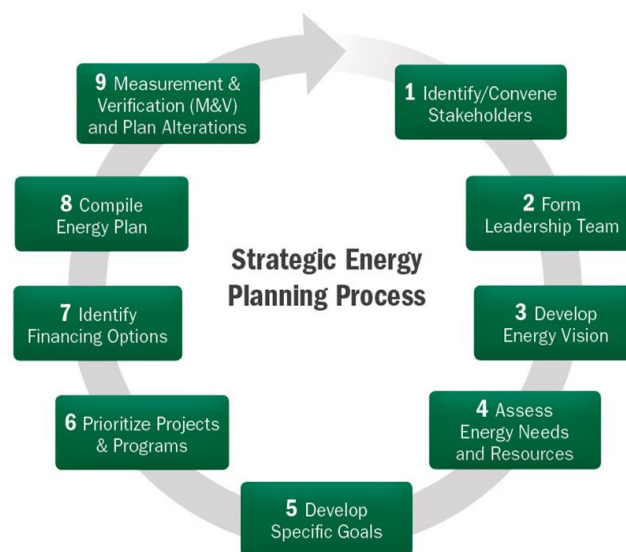 Strategic Energy
Planning Process
1 Identify/Convene
Stakeholders
2 Form
Leadership Team
3 Develop
Energy Vision
4 Assess
Energy Needs
and Resources
5 Develop
Specific Goals
6 Prioritize Projects
& Programs
7 Identify
Financing Options
8 Compile
Energy Plan
9 Measurement &
Verification (M&V)
and Plan Alterations